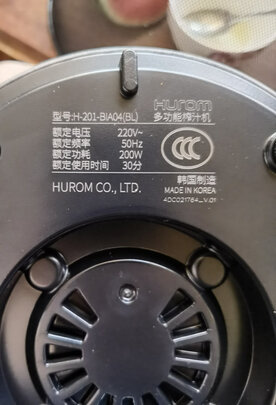 Hurom
型号:H-201-BIA04(BL) 多功能榨汁机
额定电压 220V~
额定频率 50Hz
额定功耗 200W
额定使用时间 30分
CCC
HUROM CO., LTD.
韩国制造
MADE IN KOREA
4DC021764_V.01